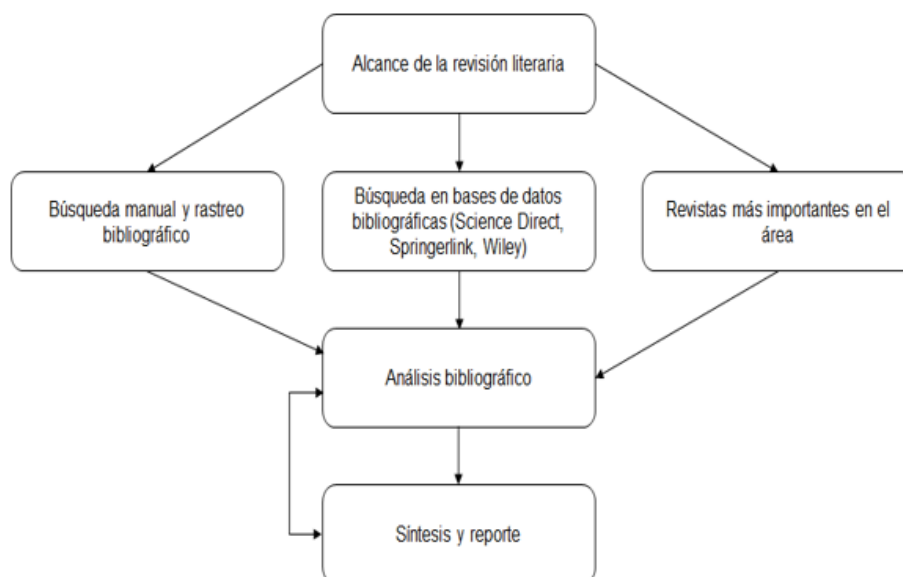 Alcance de la revisión literaria
Búsqueda manual y rastreo
bibliográfico
Búsqueda en bases de datos
bibliográficas (Science Direct,
Springerlink, Wiley)
Revistas más importantes en el
área
Análisis bibliográfico
Síntesis y reporte